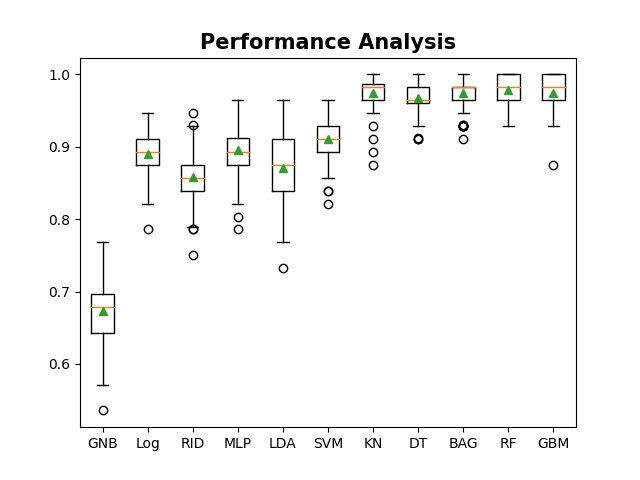 Performance Analysis
1.0
0.9
0.8
0.7
0.6
GNB Log RID MLP LDA SVM KN DT BAG RF GBM